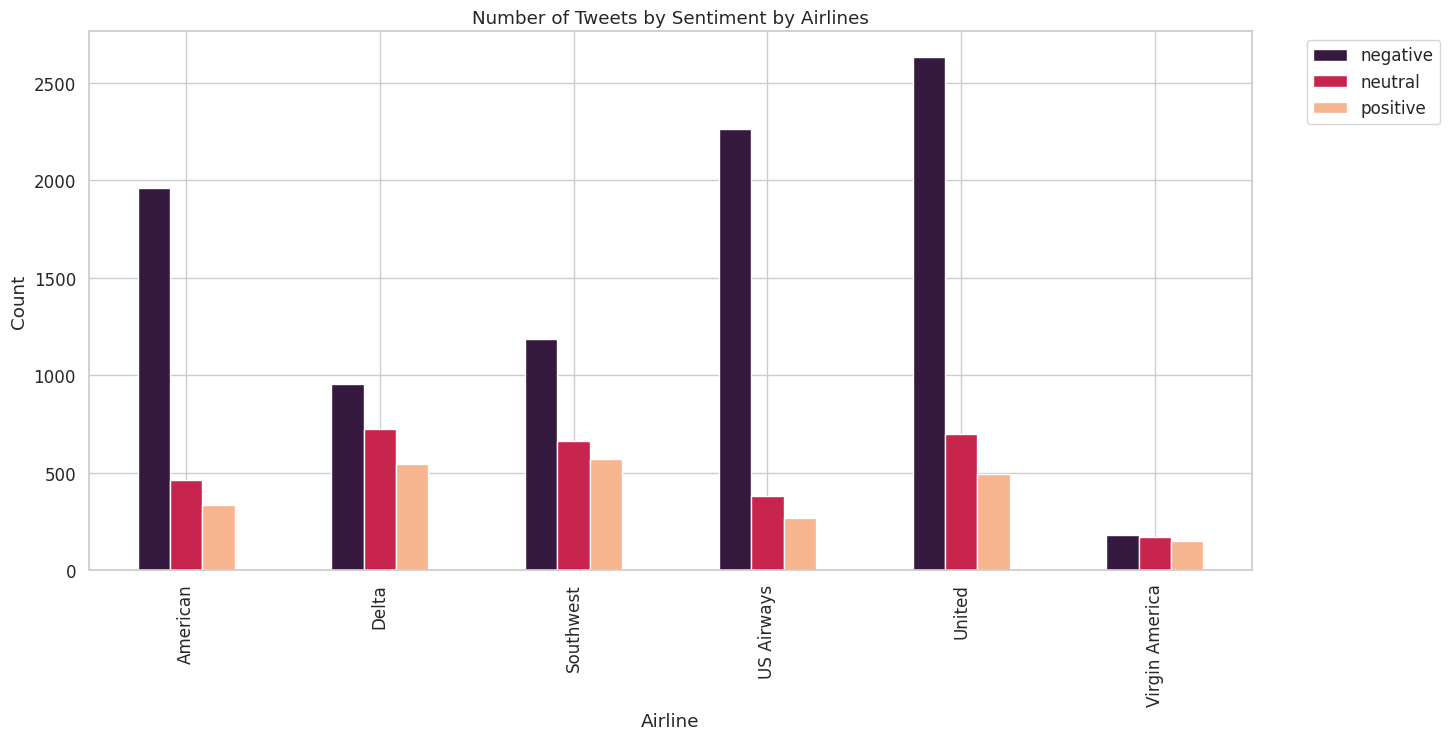 Number of Tweets by Sentiment by Airlines
negative
neutral
positive
Count
2500
2000
1500
1000
500
0
American
Delta
Southwest
US Airways
United
Virgin America
Airline